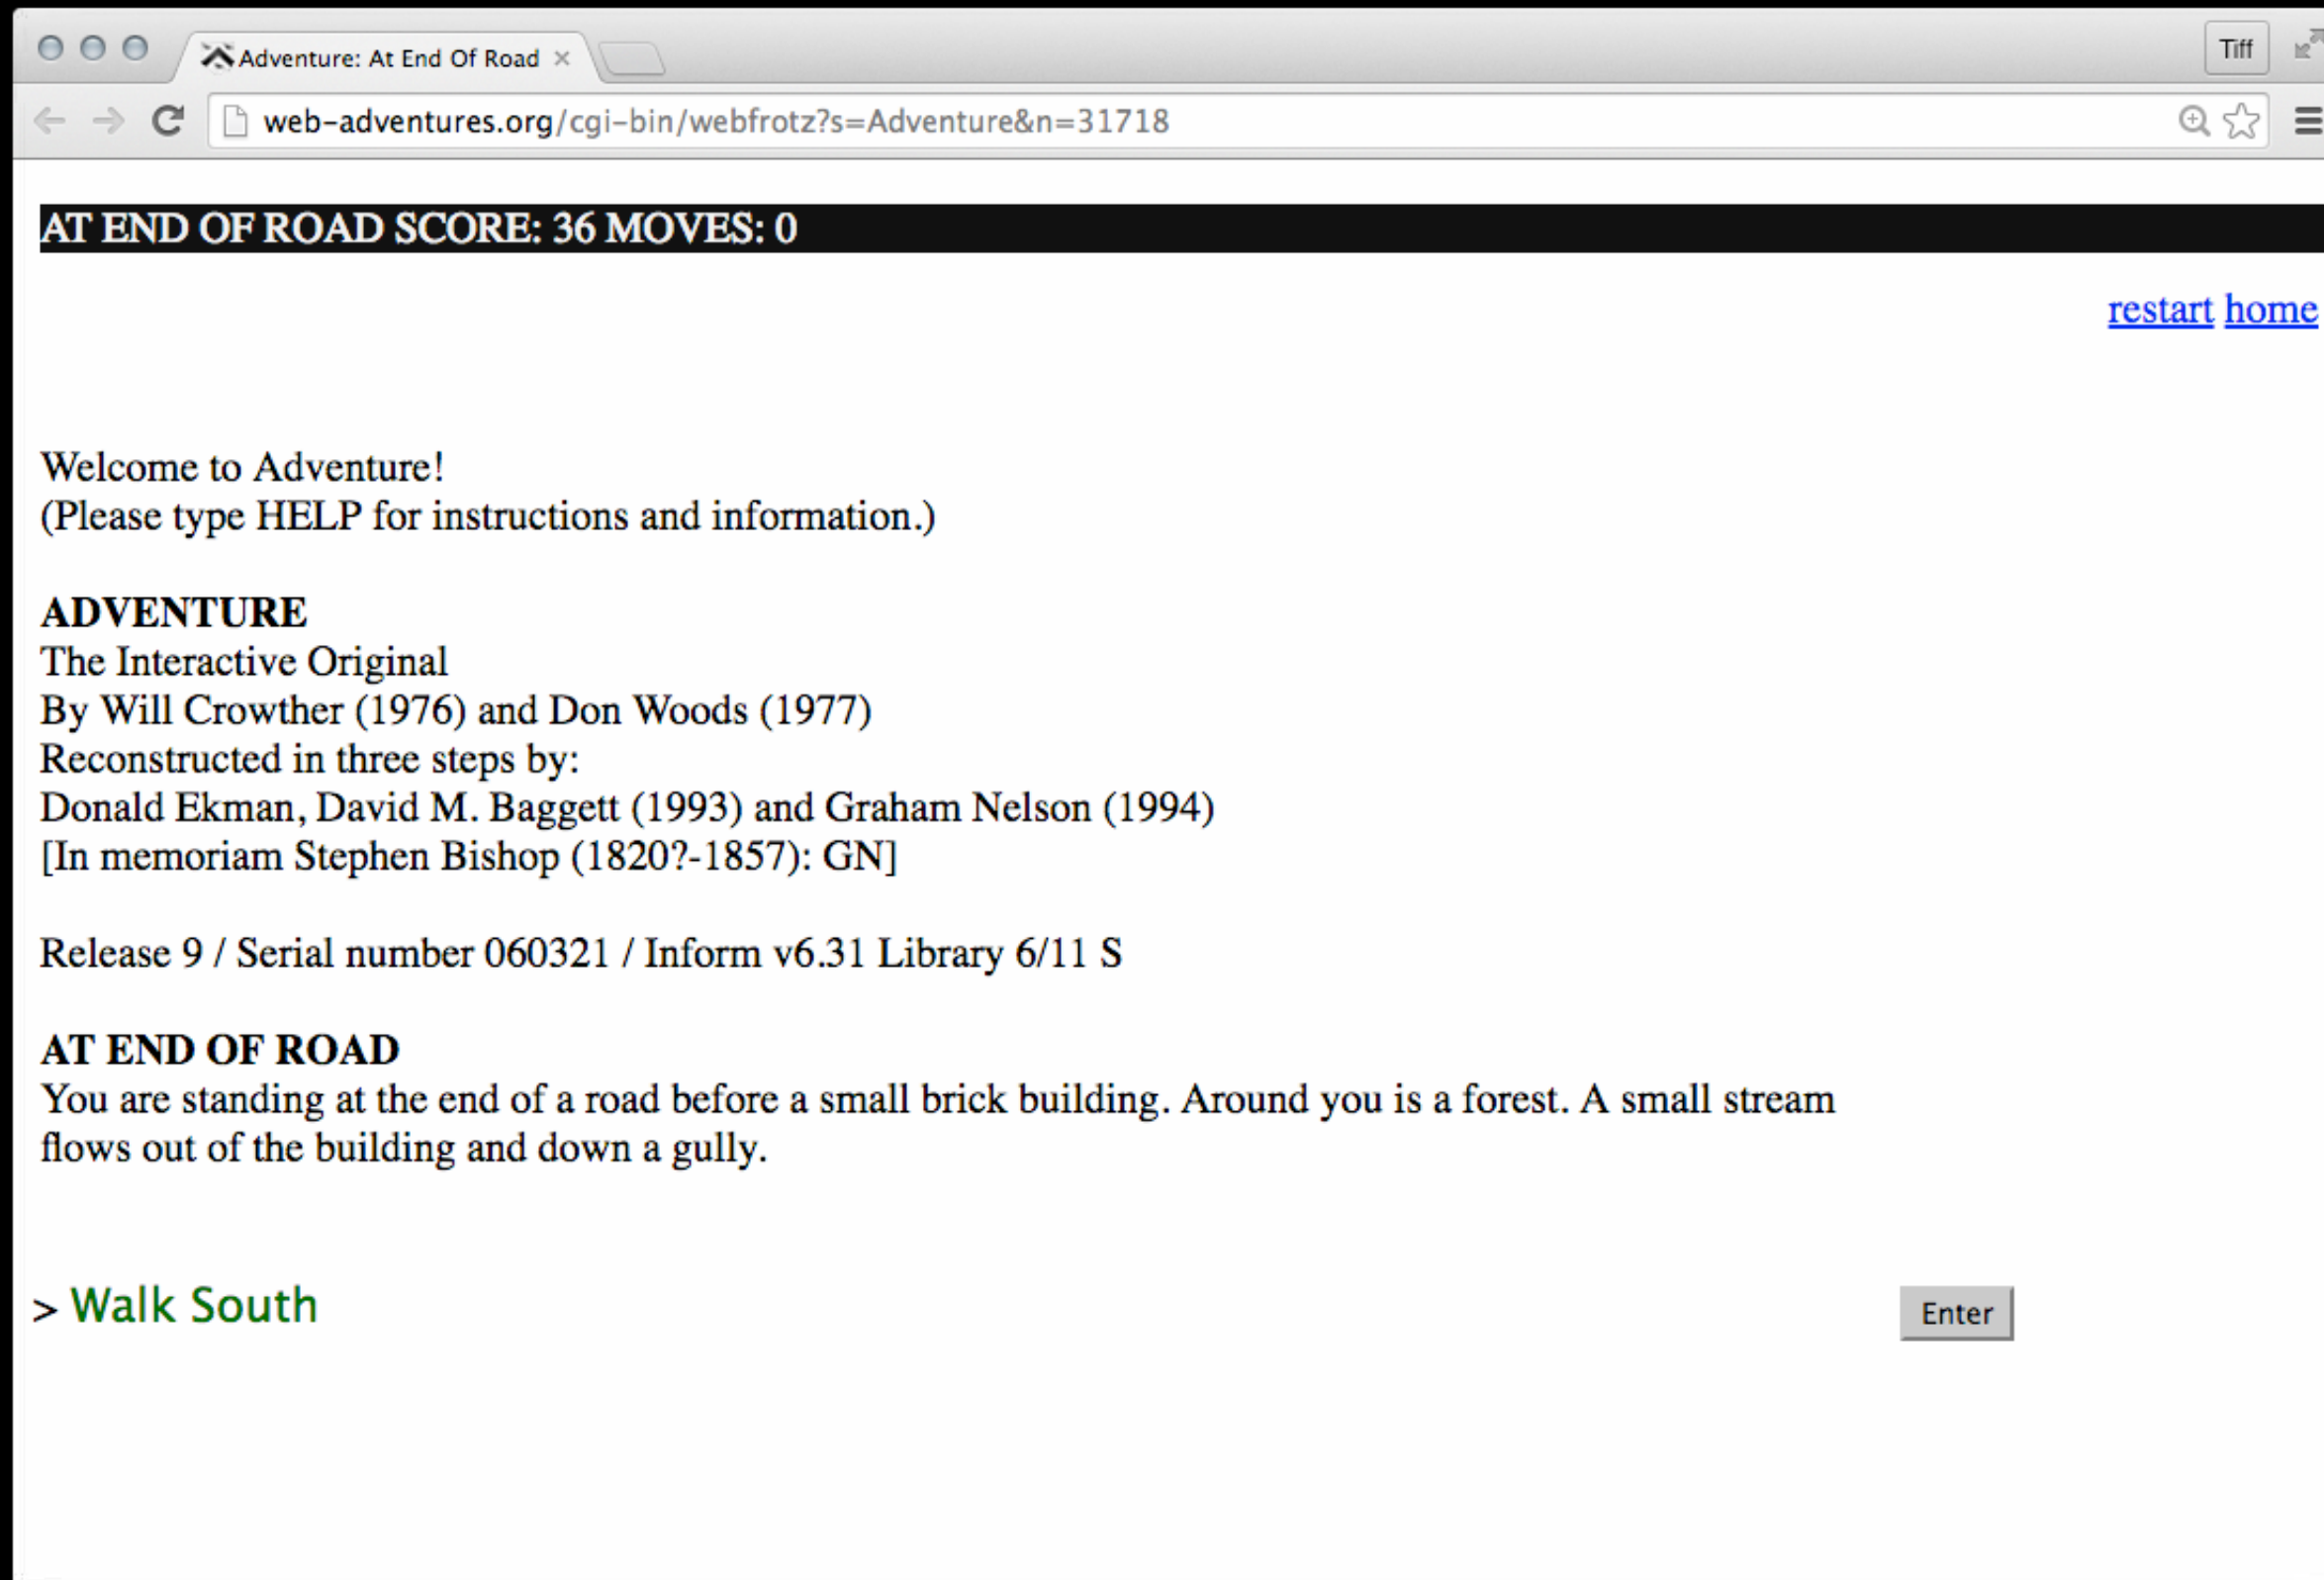 Adventure: At End Of Road
Tiff
web-adventures.org/cgi-bin/webfrotz?s=Adventure&n=31718
AT END OF ROAD SCORE: 36 MOVES: 0
restart home
Welcome to Adventure!
(Please type HELP for instructions and information.)
ADVENTURE
The Interactive Original
By Will Crowther (1976) and Don Woods (1977)
Reconstructed in three steps by:
Donald Ekman, David M. Baggett (1993) and Graham Nelson (1994)
[In memoriam Stephen Bishop (1820?-1857): GN]
Release 9 / Serial number 060321 / Inform v6.31 Library 6/11 S
AT END OF ROAD
You are standing at the end of a road before a small brick building. Around you is a forest. A small stream
flows out of the building and down a gully.
> Walk South
Enter